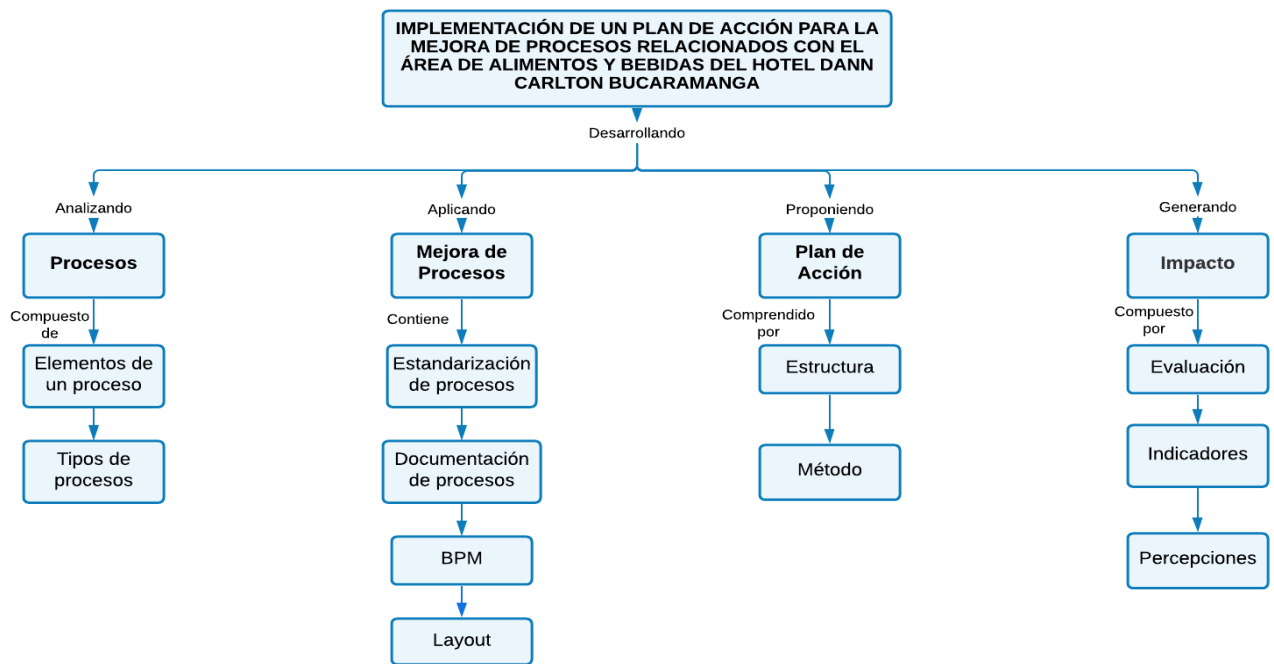 IMPLEMENTACIÓN DE UN PLAN DE ACCIÓN PARA LA
MEJORA DE PROCESOS RELACIONADOS CON EL
ÁREA DE ALIMENTOS Y BEBIDAS DEL HOTEL DANN
CARLTON BUCARAMANGA
Desarrollando
Analizando
Procesos
Compuesto
de
Elementos de
un proceso
Tipos de
procesos
Aplicando
Mejora de
Procesos
Contiene
Estandarización
de procesos
Documentación
de procesos
BPM
Layout
Proponiendo
Plan de
Acción
Comprendido
por
Estructura
Método
Generando
Impacto
Compuesto
por
Evaluación
Indicadores
Percepciones